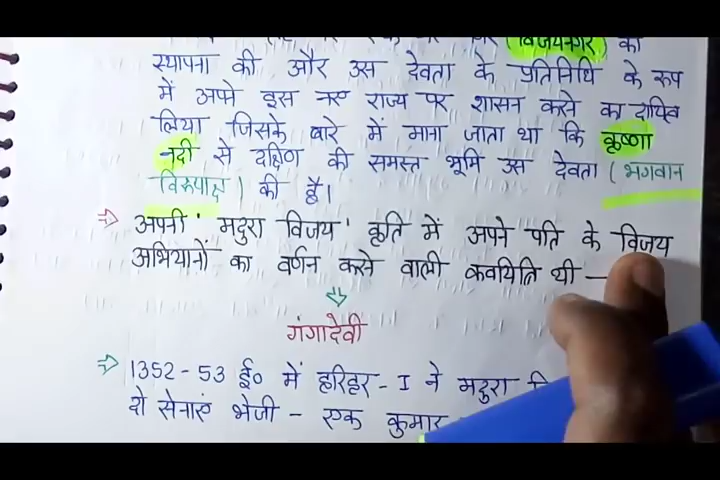 (विजयनगर) की
स्थापना की और उस देवता के प्रतिनिधि के रूप
में अपने इस नए राज्य पर शासन करने का दायित्व
लिया जिसके बारे में माना जाता था कि कृष्णा
नदी से दक्षिण की समस्त भूमि उस देवता (भगवान
विरूपाक्ष) की है।
⇒ अपनी 'मदुरा विजय' कृति में अपने पति के विजय
अभियानों का वर्णन करने वाली कवयित्रि थी –
गंगादेवी
⇒ 1352-53 ई० में हरिहर - I ने मदुरा
दो सेनाएं भेजी - एक कुमार